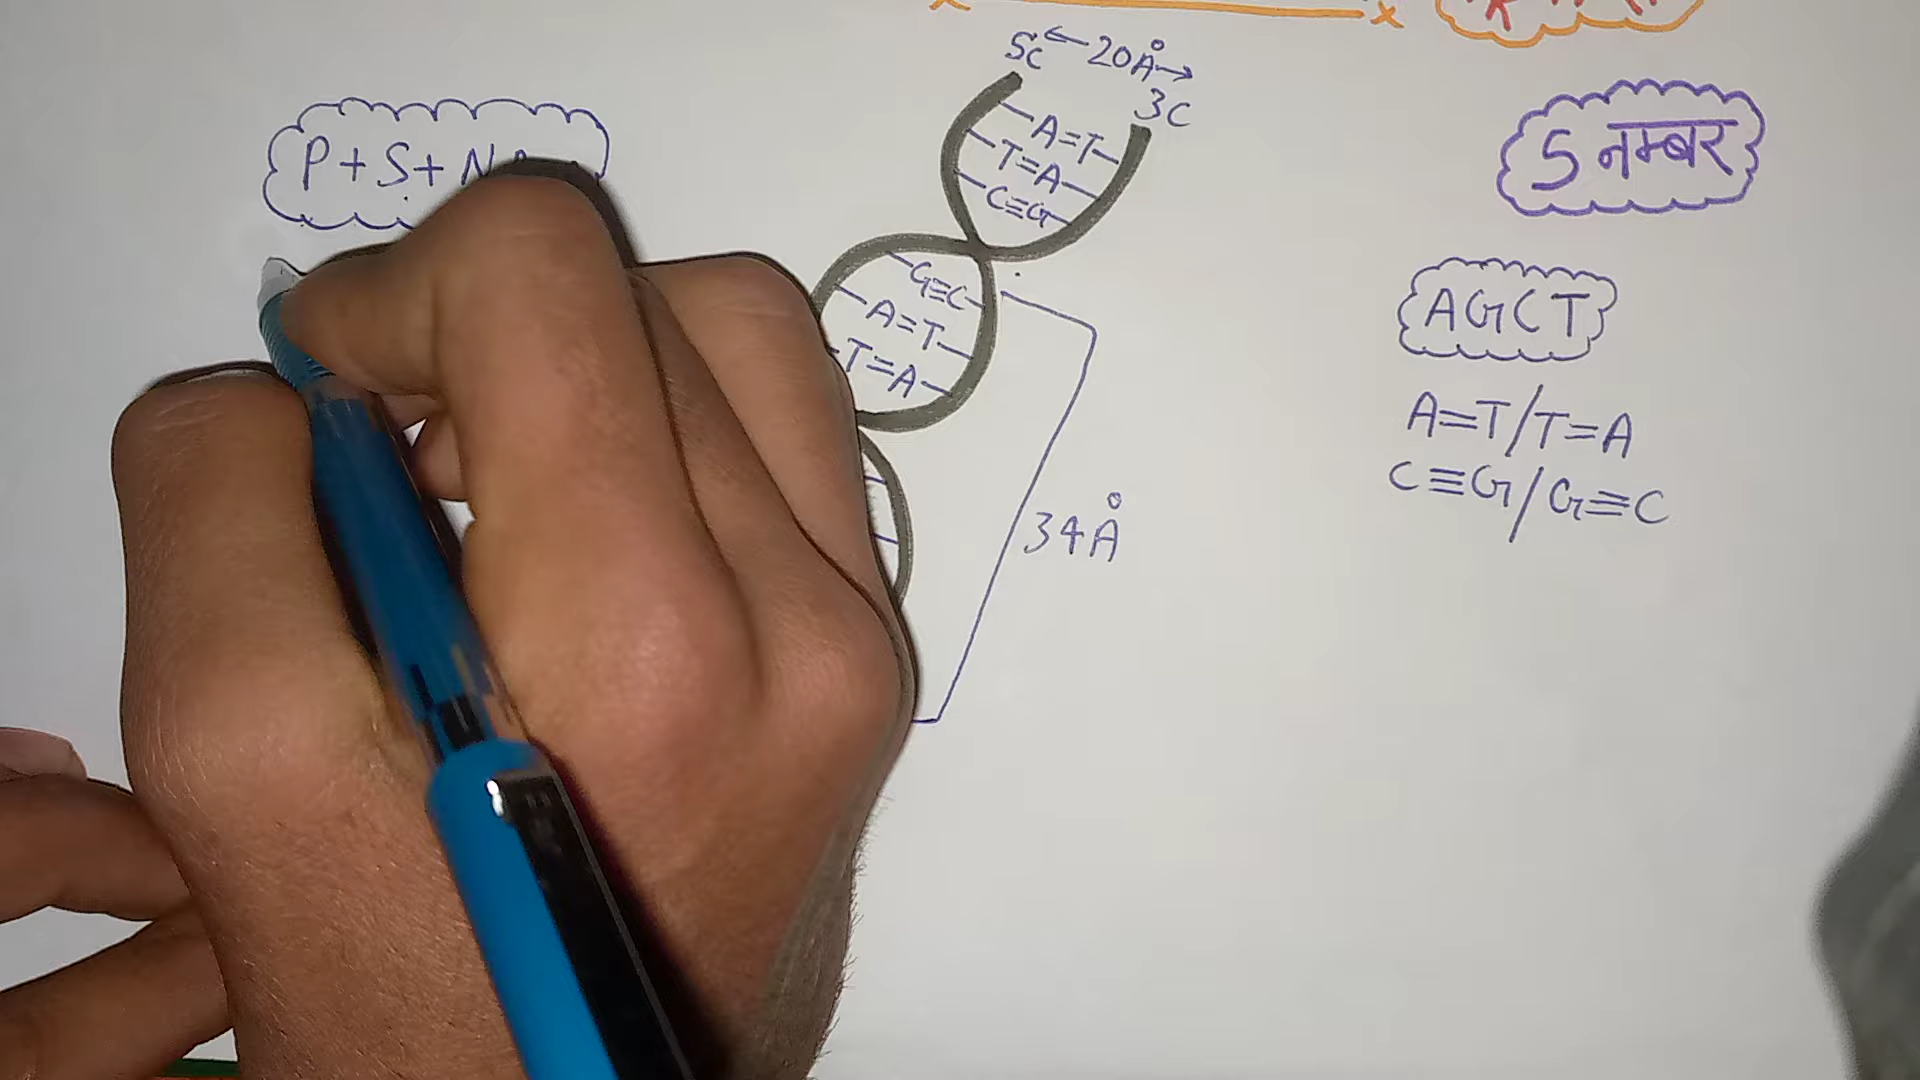 5C ← 20Å →
3C
P + S + N
A=T
T=A
C≡G
G≡C
A=T
T=A
34Å
5 नम्बर
AGCT
A=T/T=A
C≡G/G≡C